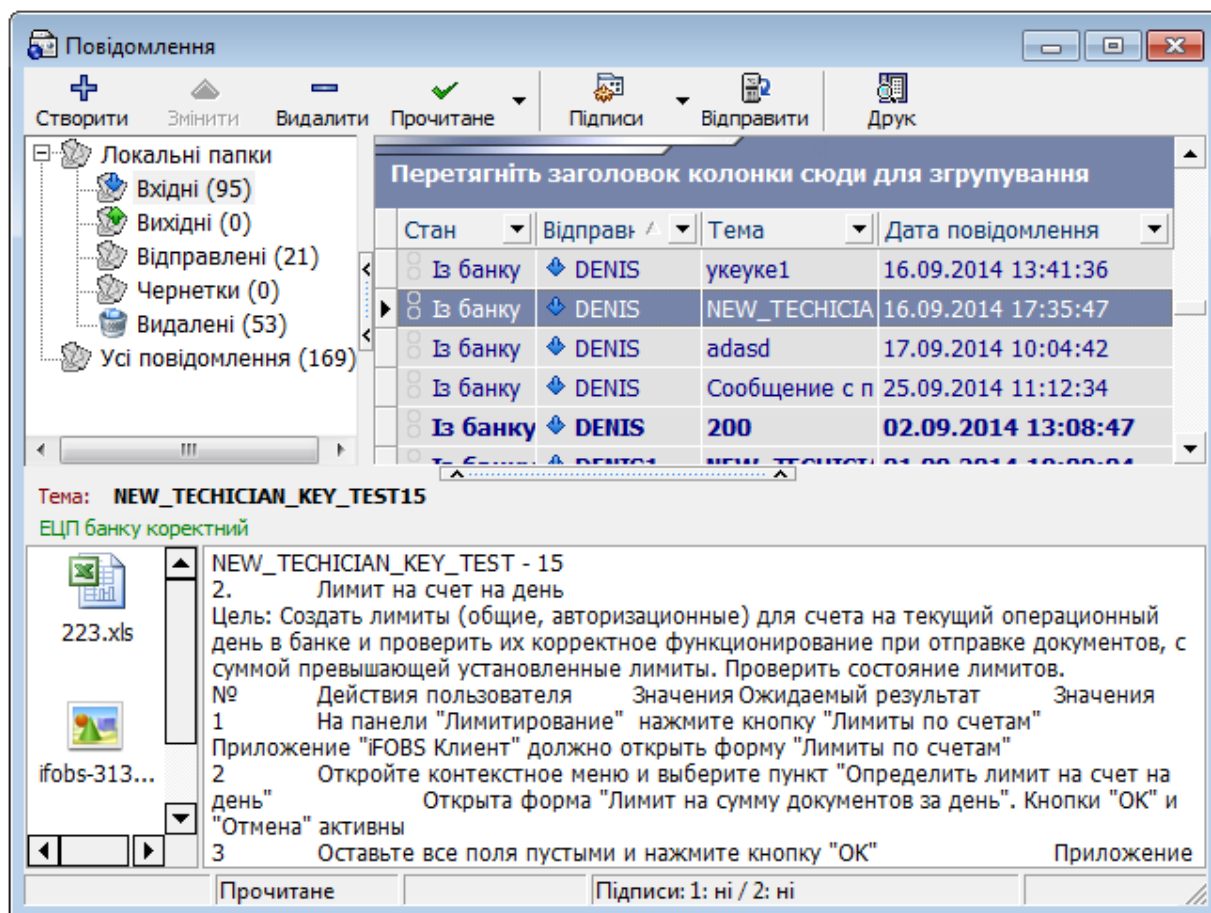 Повідомлення
Створити Змінити Видалити Прочитане Підписи Відправити Друк
Локальні папки
Вхідні (95)
Вихідні (0)
Відправлені (21)
Чернетки (0)
Видалені (53)
Усі повідомлення (169)
Перетягніть заголовок колонки сюди для згрупування
Стан Відправн Тема Дата повідомлення
Із банку DENIS укеуке1 16.09.2014 13:41:36
Із банку DENIS NEW_TECHICIA 16.09.2014 17:35:47
Із банку DENIS adasd 17.09.2014 10:04:42
Із банку DENIS Сообщение с п 25.09.2014 11:12:34
Із банку DENIS 200 02.09.2014 13:08:47
Тема: NEW_TECHICIAN_KEY_TEST15
ЕЦП банку коректний
223.xls
ifobs-313...
NEW_TECHICIAN_KEY_TEST - 15
2. Лимит на счет на день
Цель: Создать лимиты (общие, авторизационные) для счета на текущий операционный
день в банке и проверить их корректное функционирование при отправке документов, с
суммой превышающей установленные лимиты. Проверить состояние лимитов.
№ Действия пользователя Значения Ожидаемый результат Значения
1 На панели "Лимитирование" нажмите кнопку "Лимиты по счетам"
Приложение "iFOBS Клиент" должно открыть форму "Лимиты по счетам"
2 Откройте контекстное меню и выберите пункт "Определить лимит на счет на
день" Открыта форма "Лимит на сумму документов за день". Кнопки "ОК" и
"Отмена" активны
3 Оставьте все поля пустыми и нажмите кнопку "ОК" Приложение
Прочитане Підписи: 1: ні / 2: ні